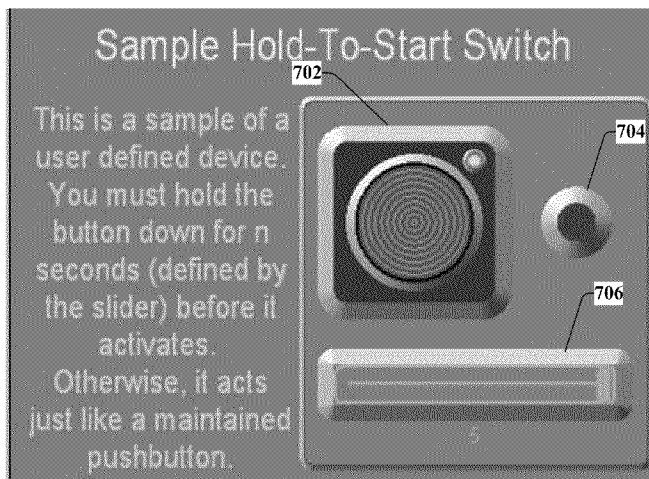 Sample Hold-To-Start Switch
702
704
This is a sample of a
user defined device.
You must hold the
button down for n
seconds (defined by
the slider) before it
activates.
Otherwise, it acts
just like a maintained
pushbutton.
706
5